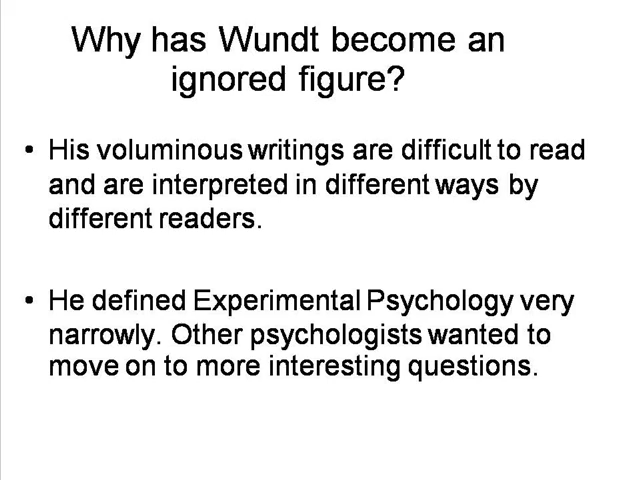 Why has Wundt become an
ignored figure?
• His voluminous writings are difficult to read
and are interpreted in different ways by
different readers.
• He defined Experimental Psychology very
narrowly. Other psychologists wanted to
move on to more interesting questions.